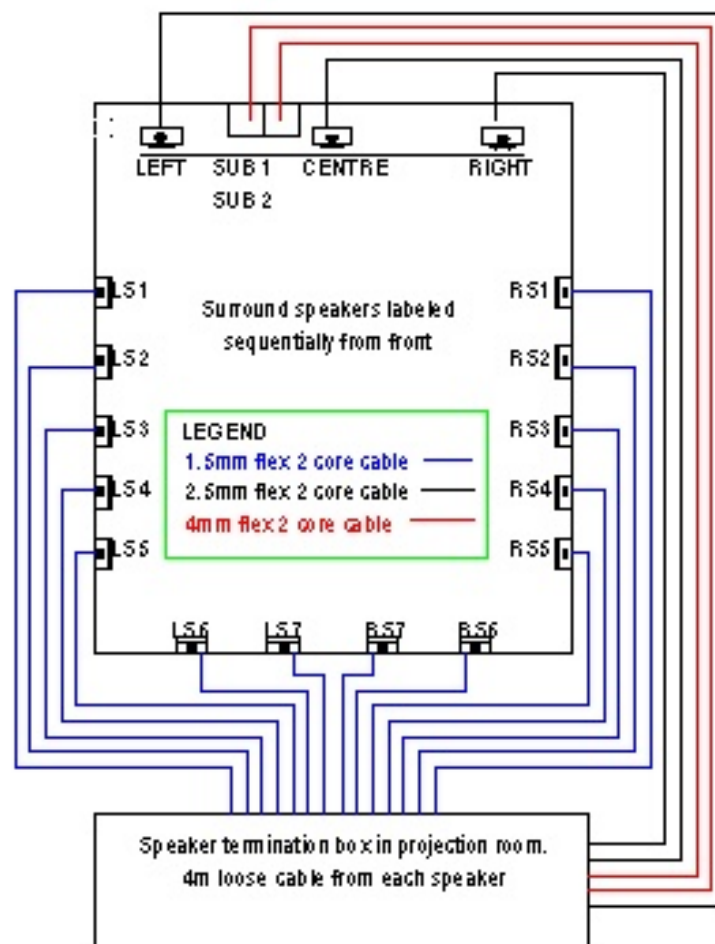 LEFT SUB 1 CENTRE RIGHT
SUB 2
LS1 RS1
Surround speakers labeled
sequentially from front
LS2 RS2
LS3 RS3
LEGEND
1.5mm flex 2 core cable
2.5mm flex 2 core cable
4mm flex 2 core cable
LS4 RS4
LS5 RS5
LS6 LS7 RS7 RS6
Speaker termination box in projection room.
4m loose cable from each speaker